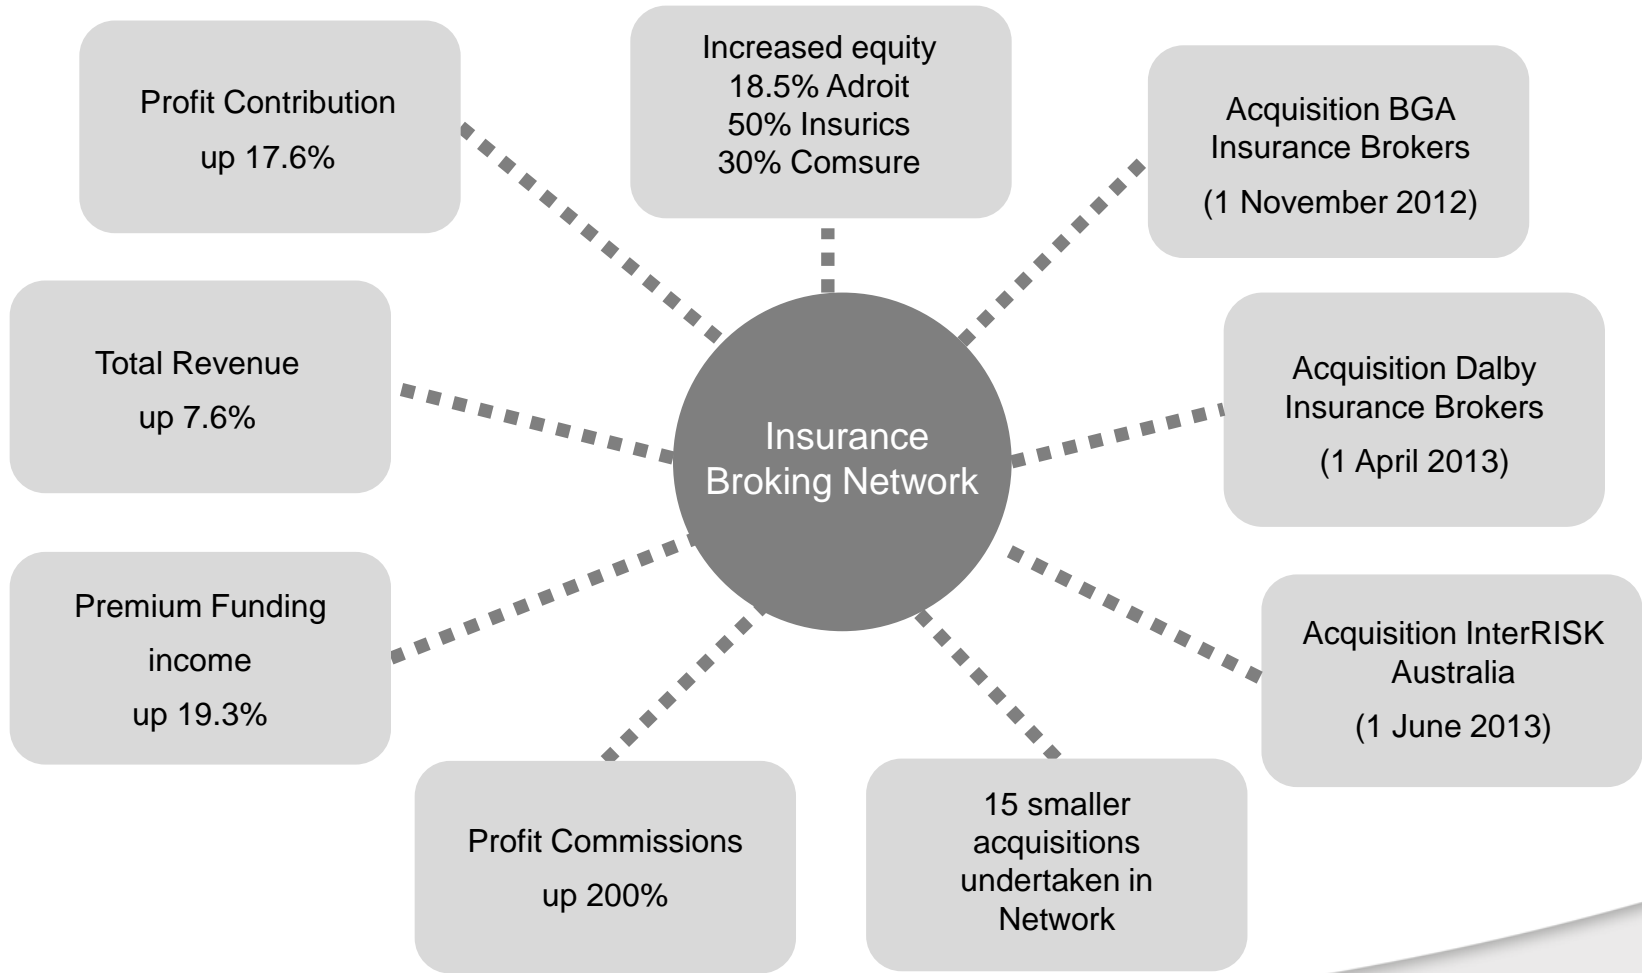 Increased equity
18.5% Adroit
50% Insurics
30% Comsure
Profit Contribution
up 17.6%
Acquisition BGA
Insurance Brokers
(1 November 2012)
Total Revenue
up 7.6%
Acquisition Dalby
Insurance Brokers
(1 April 2013)
Insurance
Broking Network
Premium Funding
income
up 19.3%
Acquisition InterRISK
Australia
(1 June 2013)
Profit Commissions
up 200%
15 smaller
acquisitions
undertaken in
Network